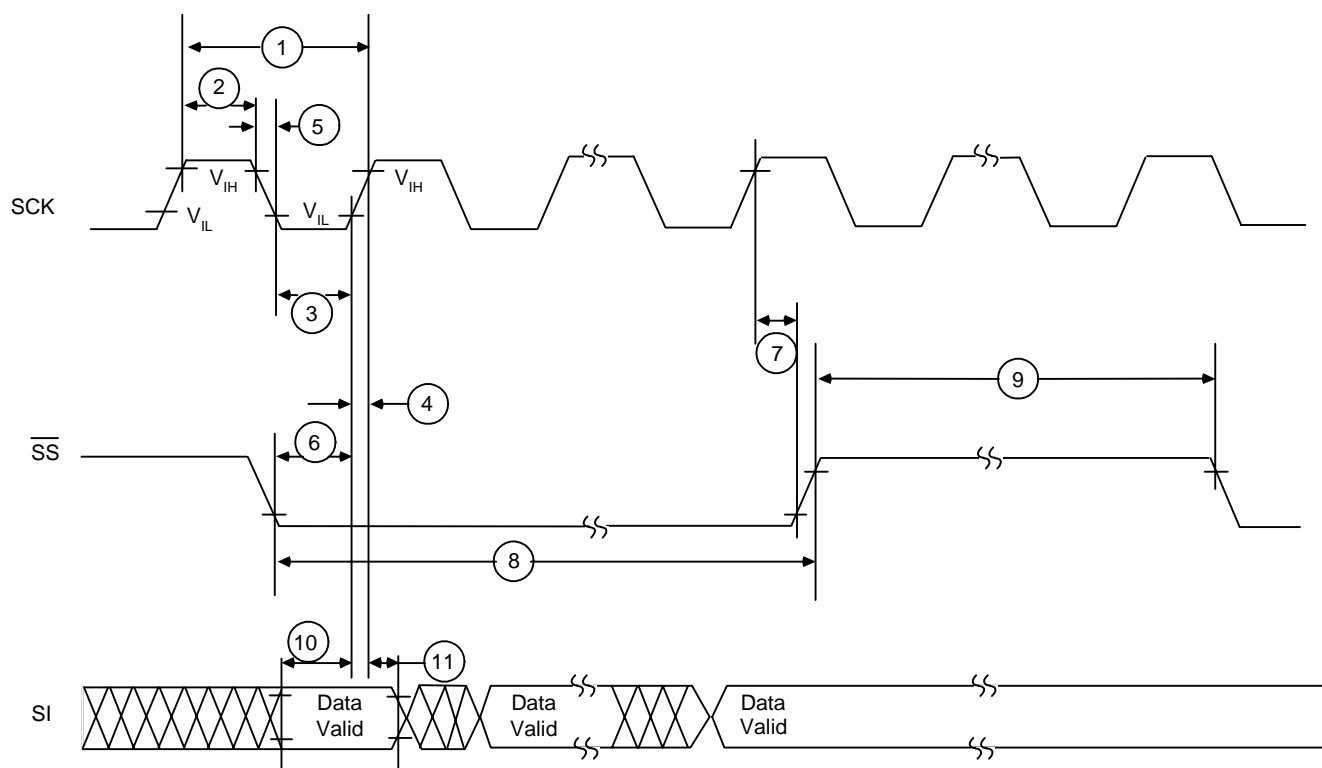 1
2
5
V_IH
V_IH
SCK
V_IL
V_IL
3
7
9
4
SS
6
8
10
11
SI
Data
Valid
Data
Valid
Data
Valid